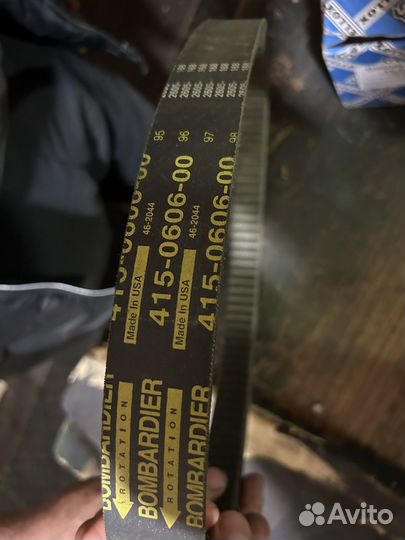 95 96 97 98
46-2044 46-2044
415-0606-00
415-0606-00
415-0606-00
Made In USA
Made In USA
BOMBARDIER
ROTATION
BOMBARDIER
ROTATION
BOMBARDIER
Avito